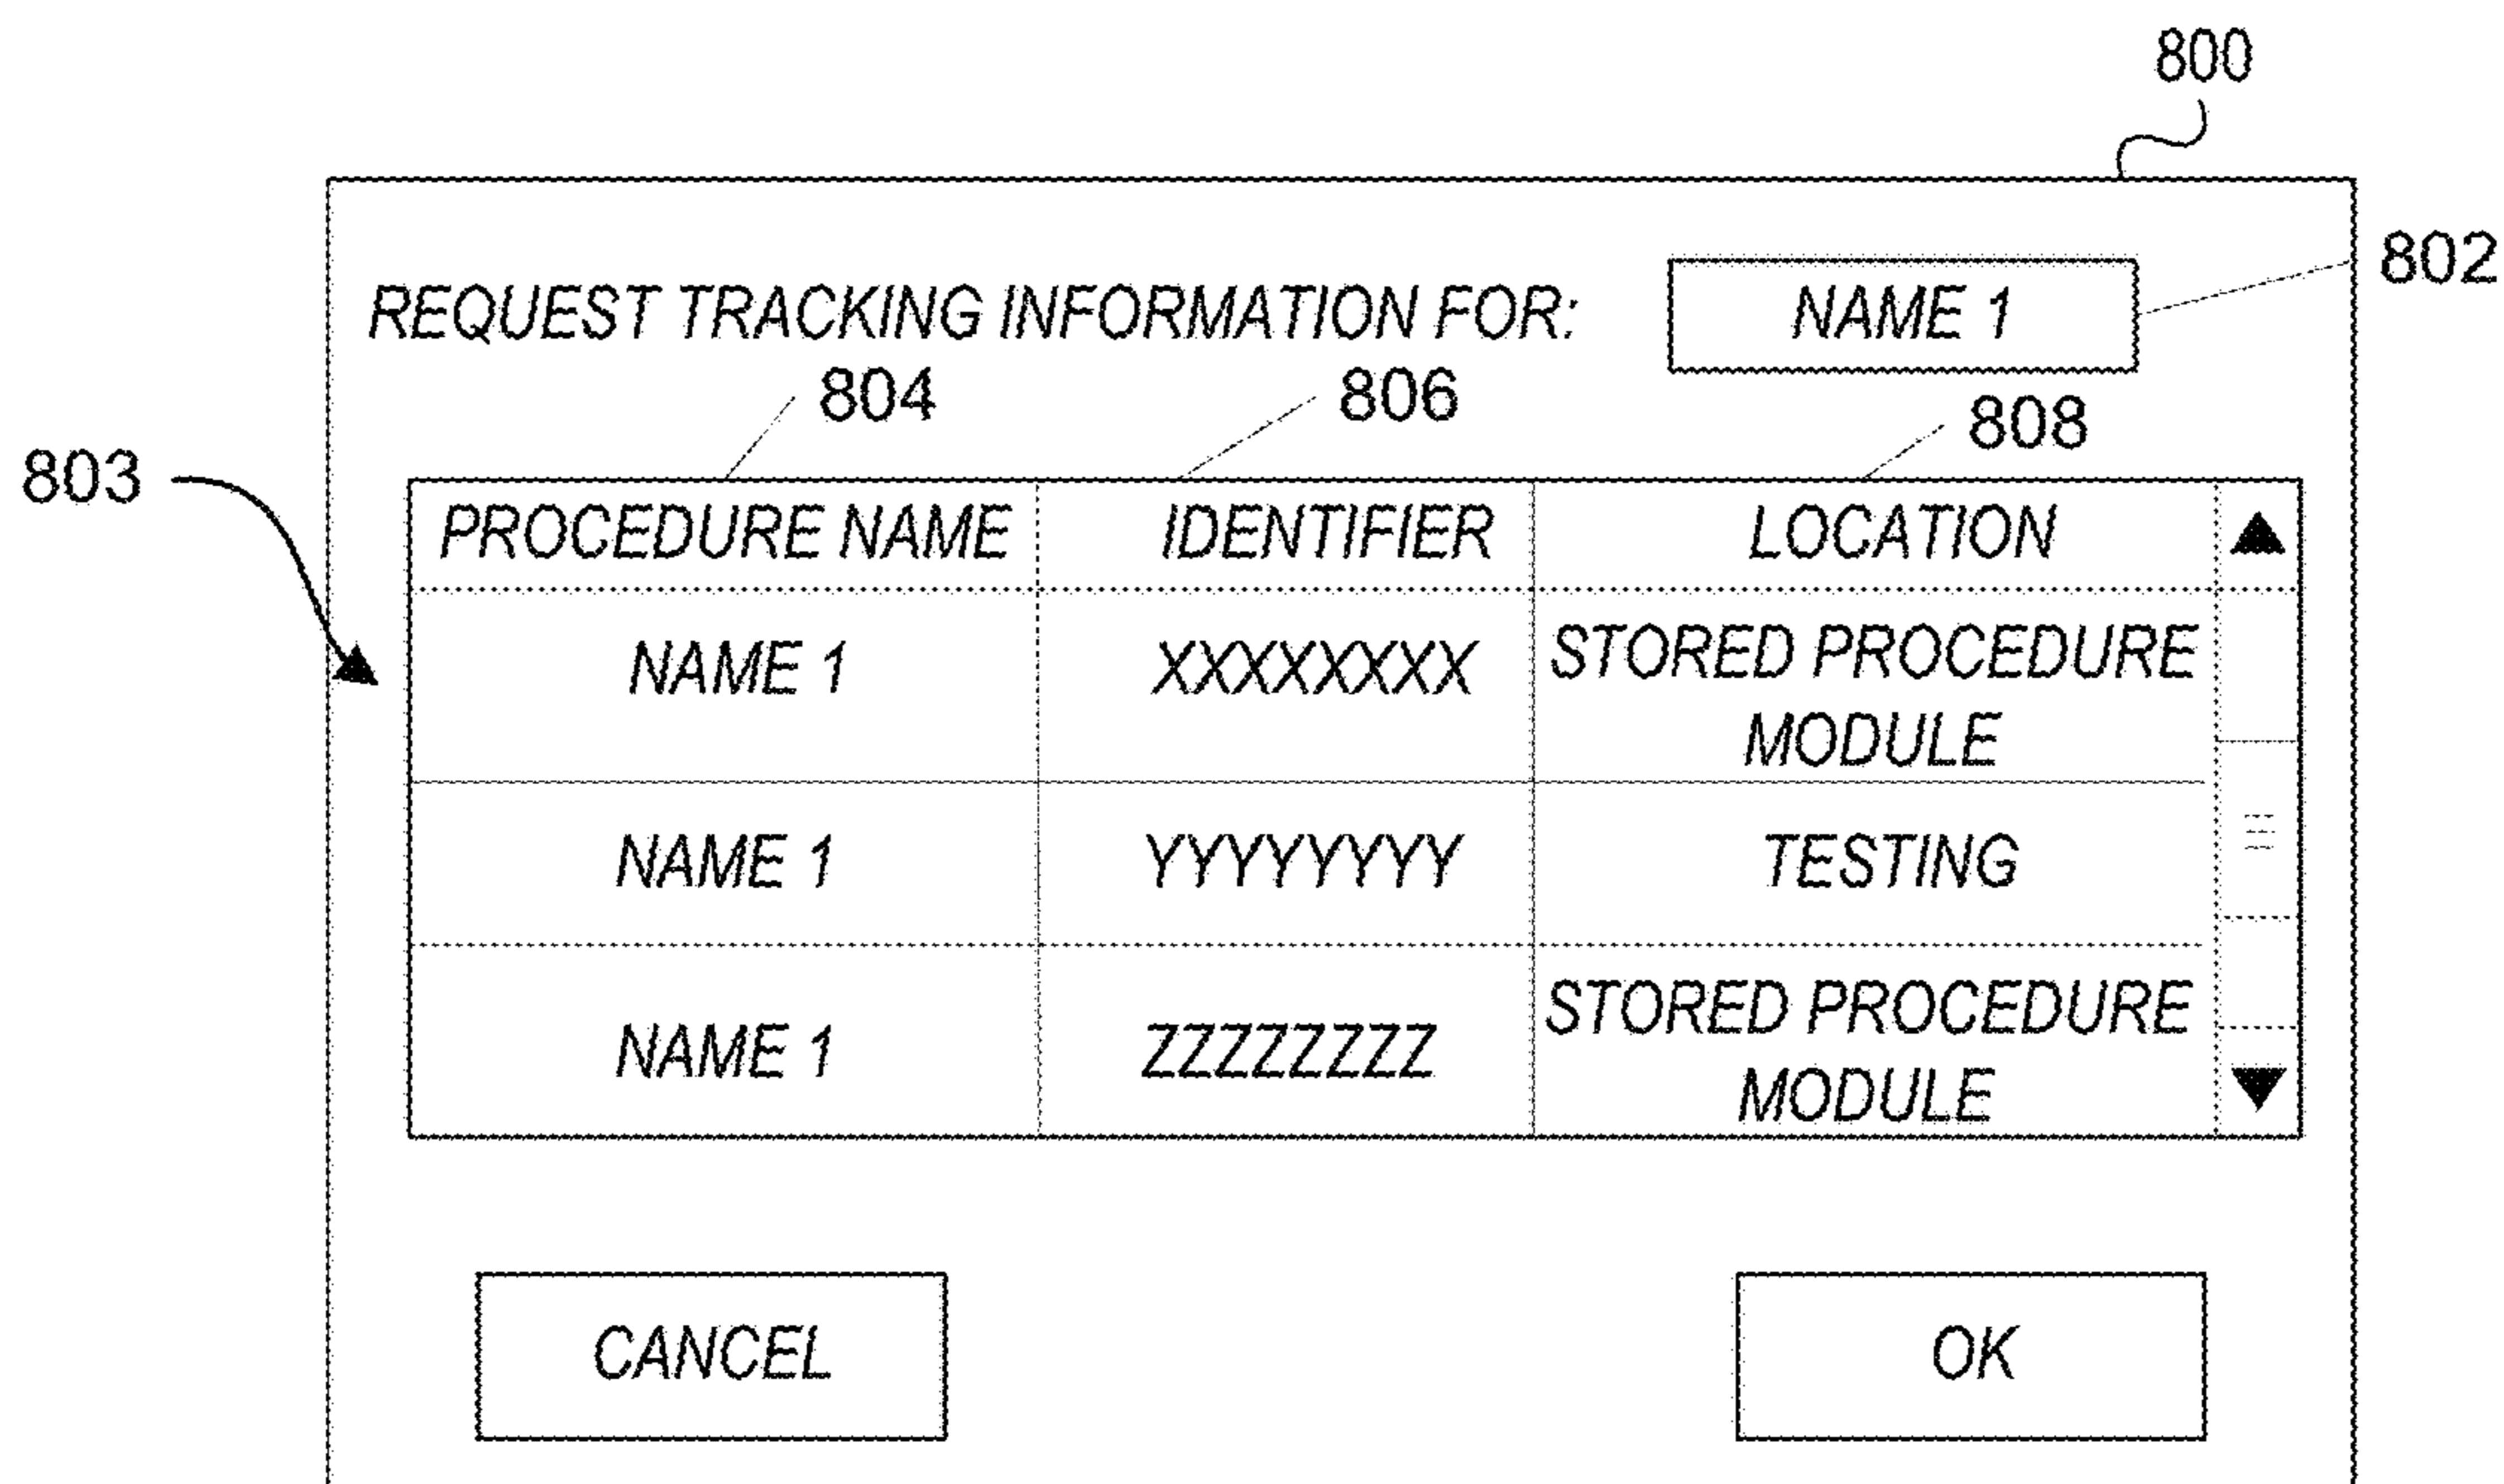 800
802
REQUEST TRACKING INFORMATION FOR: NAME 1
804 806 808
803
PROCEDURE NAME IDENTIFIER LOCATION
NAME 1 XXXXXXXX STORED PROCEDURE
MODULE
NAME 1 YYYYYYYY TESTING
NAME 1 ZZZZZZZZ STORED PROCEDURE
MODULE
CANCEL OK